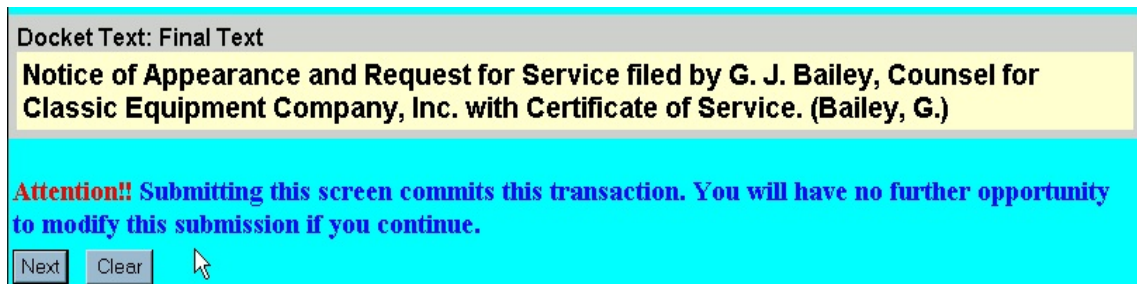 Docket Text: Final Text
Notice of Appearance and Request for Service filed by G. J. Bailey, Counsel for
Classic Equipment Company, Inc. with Certificate of Service. (Bailey, G.)
Attention!! Submitting this screen commits this transaction. You will have no further opportunity
to modify this submission if you continue.
Next Clear